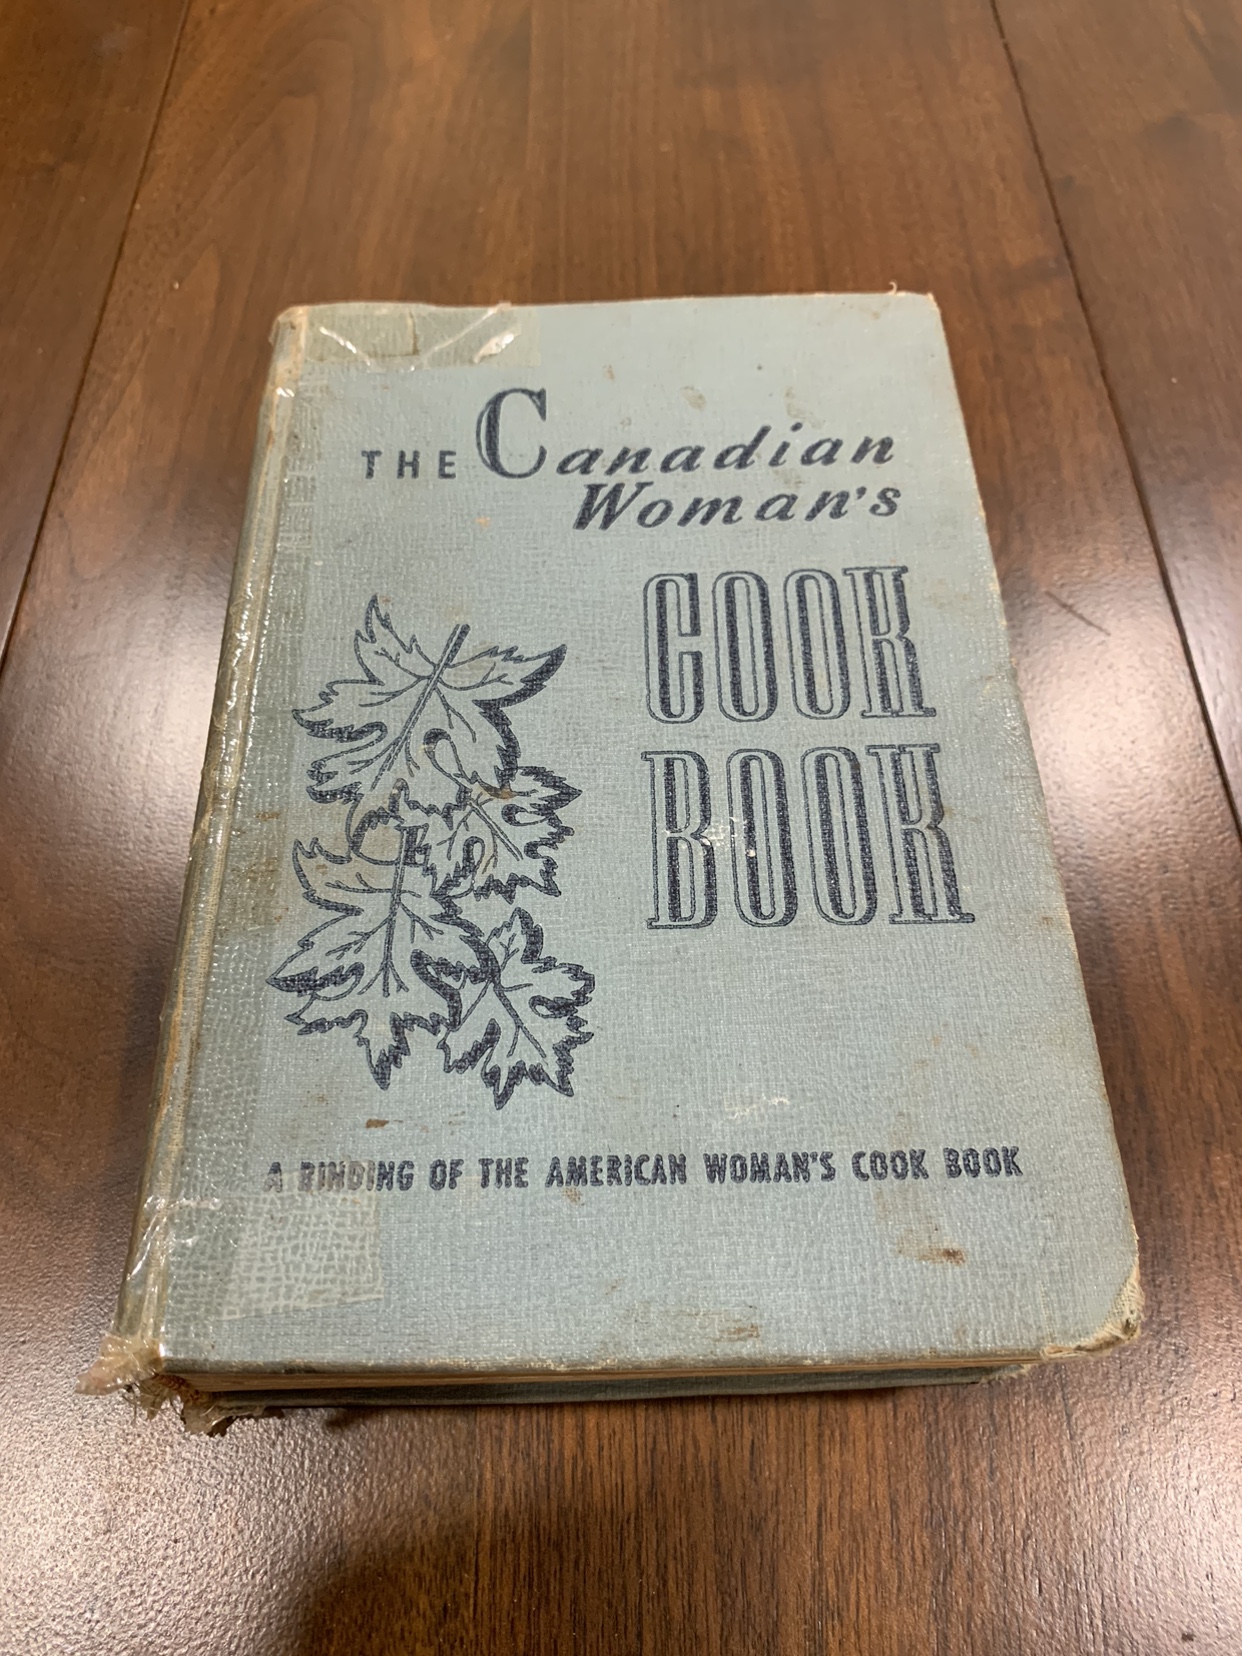 THE Canadian
Woman's
COOK
BOOK
A BINDING OF THE AMERICAN WOMAN'S COOK BOOK